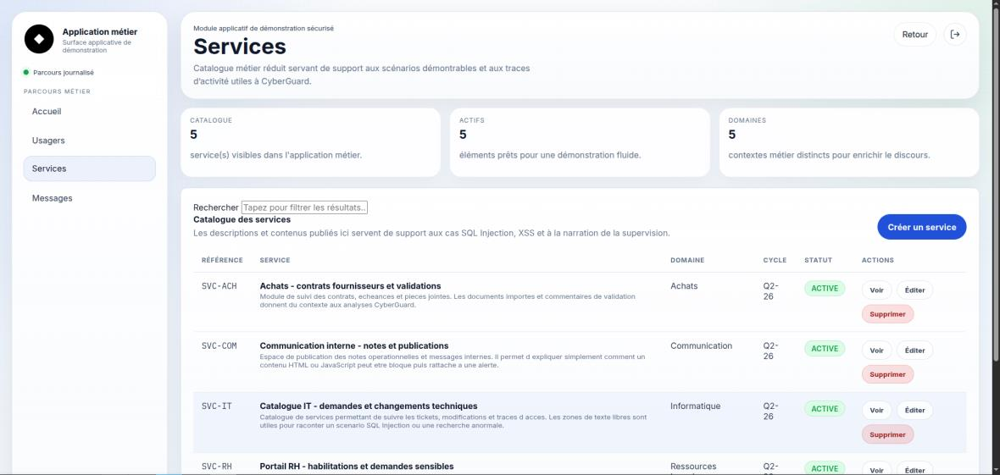 Application métier
Surface applicative de
démonstration
Parcours journalisé
PARCOURS MÉTIER
Accueil
Usagers
Services
Messages
Module applicatif de démonstration sécurisé
Services
Catalogue métier réduit servant de support aux scénarios démontrables et aux traces
d'activité utiles à CyberGuard.
Retour
CATALOGUE
5
service(s) visibles dans l'application métier.
ACTIFS
5
éléments prêts pour une démonstration fluide.
DOMAINES
5
contextes métier distincts pour enrichir le discours.
Rechercher Tapez pour filtrer les résultats..
Catalogue des services
Les descriptions et contenus publiés ici servent de support aux cas SQL Injection, XSS et à la narration de la supervision.
Créer un service
RÉFÉRENCE SERVICE DOMAINE CYCLE STATUT ACTIONS
SVC-ACH Achats - contrats fournisseurs et validations Achats Q2- ACTIVE Voir Éditer
Module de suivi des contrats, echeances et pieces jointes. Les documents importes et commentaires de validation 26
donnent du contexte aux analyses CyberGuard.
Supprimer
SVC-COM Communication interne - notes et publications Communication Q2- ACTIVE Voir Éditer
Espace de publication des notes operationnelles et messages internes. Il permet d expliquer simplement comment un 26
contenu HTML ou JavaScript peut etre bloque puis rattache a une alerte.
Supprimer
SVC-IT Catalogue IT - demandes et changements techniques Informatique Q2- ACTIVE Voir Éditer
Catalogue de services permettant de suivre les tickets, modifications et traces d acces. Les zones de texte libres sont 26
utiles pour raconter un scenario SQL Injection ou une recherche anormale.
Supprimer
SVC-RH Portail RH - habilitations et demandes sensibles Ressources Q2- ACTIVE Voir Éditer